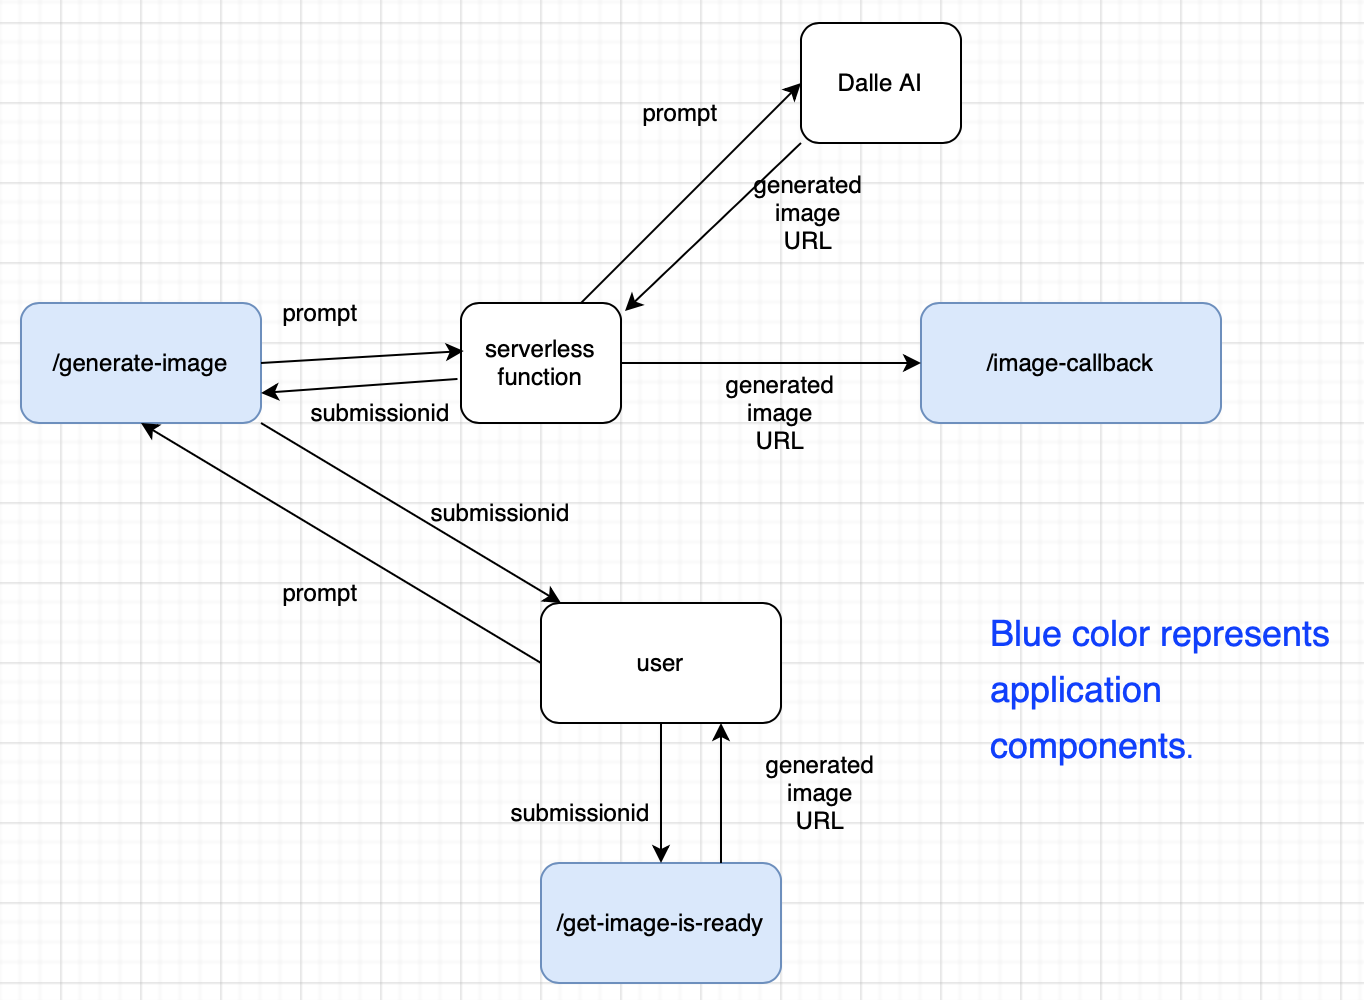 Dalle AI
prompt
generated
image
URL
prompt
/generate-image
serverless
function
/image-callback
generated
image
URL
submissionid
submissionid
prompt
user
Blue color represents
application
components.
generated
image
URL
submissionid
/get-image-is-ready